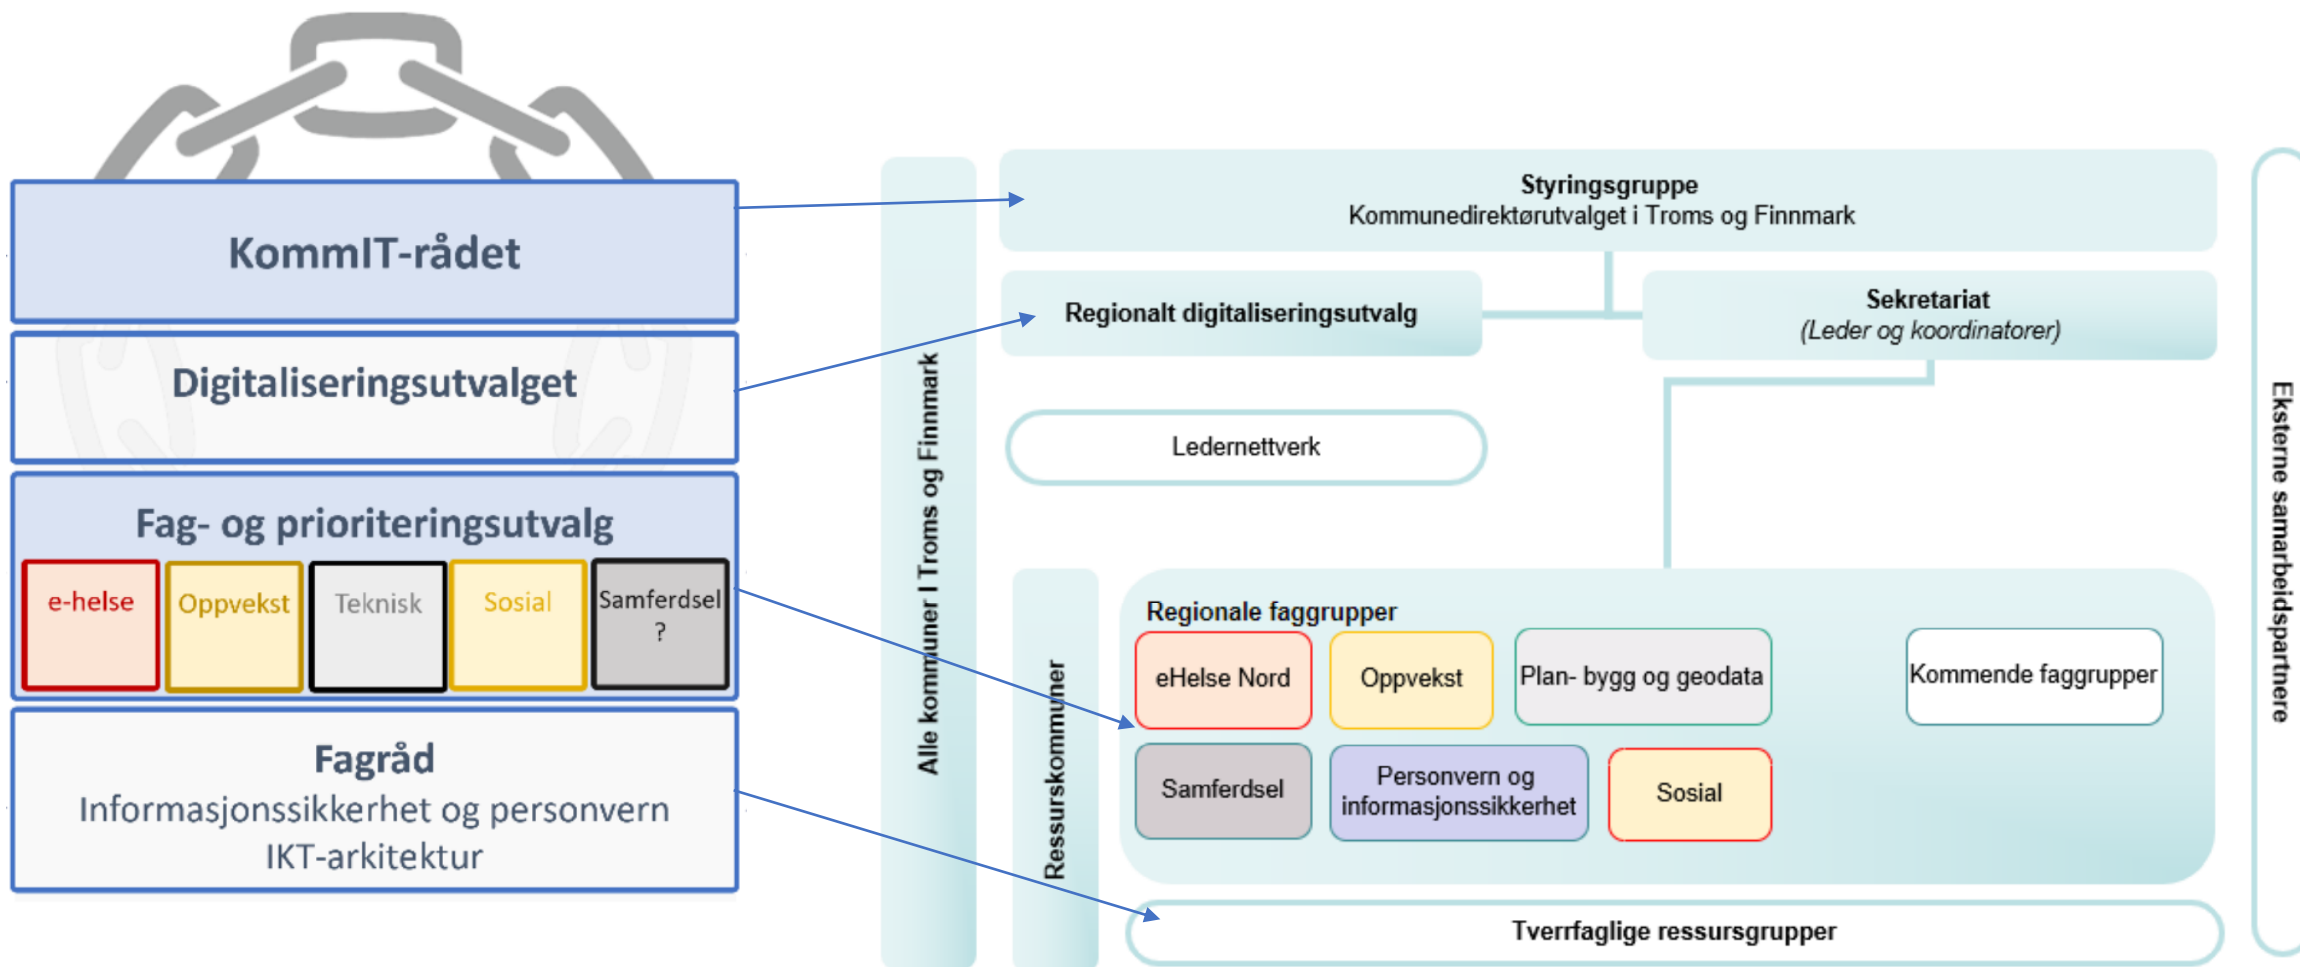 KommIT-rådet
Digitaliseringsutvalget
Fag- og prioriteringsutvalg
e-helse
Oppvekst
Teknisk
Sosial
Samferdsel
?
Fagråd
Informasjonssikkerhet og personvern
IKT-arkitektur
Alle kommuner I Troms og Finnmark
Styringsgruppe
Kommunedirektørutvalget i Troms og Finnmark
Regionalt digitaliseringsutvalg
Sekretariat
(Leder og koordinatorer)
Ledernettverk
Ressurskommuner
Regionale faggrupper
eHelse Nord
Oppvekst
Plan- bygg og geodata
Kommende faggrupper
Samferdsel
Personvern og
informasjonssikkerhet
Sosial
Tverrfaglige ressursgrupper
Eksterne samarbeidspartnere